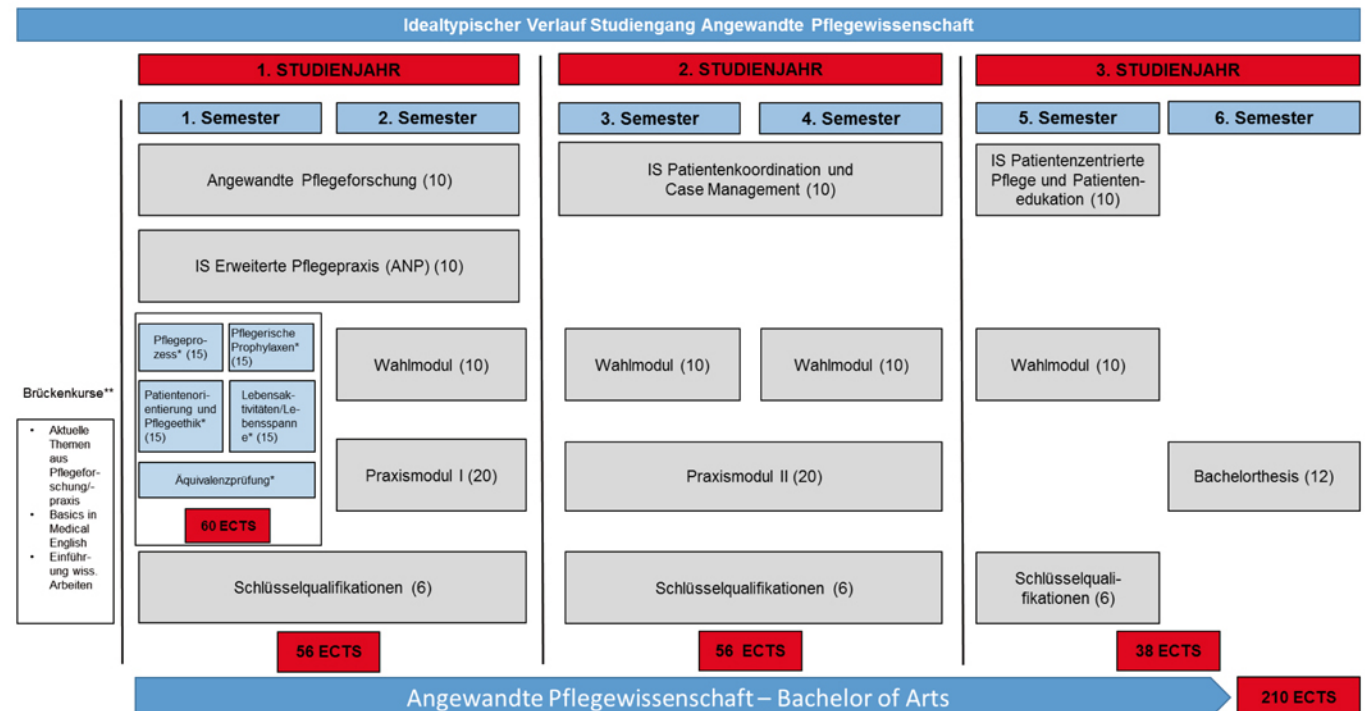 Idealtypischer Verlauf Studiengang Angewandte Pflegewissenschaft
1. STUDIENJAHR
2. STUDIENJAHR
3. STUDIENJAHR
1. Semester
2. Semester
3. Semester
4. Semester
5. Semester
6. Semester
Angewandte Pflegeforschung (10)
IS Patientenkoordination und
Case Management (10)
IS Patientenzentrierte
Pflege und Patienten-
edukation (10)
IS Erweiterte Pflegepraxis (ANP) (10)
Pflegepro-
zess* (15)
Pflegerische
Prophylaxen*
(15)
Patientenori-
entierung und
Pflegeethik*
(15)
Lebensak-
tivitäten/Le-
bensspann
e* (15)
Äquivalenzprüfung*
60 ECTS
Wahlmodul (10)
Wahlmodul (10)
Wahlmodul (10)
Wahlmodul (10)
Brückenkurse**
• Aktuelle
Themen
aus
Pflegefor-
schung/-
praxis
• Basics in
Medical
English
• Einführ-
ung wiss.
Arbeiten
Praxismodul I (20)
Praxismodul II (20)
Bachelorthesis (12)
Schlüsselqualifikationen (6)
Schlüsselqualifikationen (6)
Schlüsselquali-
fikationen (6)
56 ECTS
56 ECTS
38 ECTS
Angewandte Pflegewissenschaft – Bachelor of Arts
210 ECTS